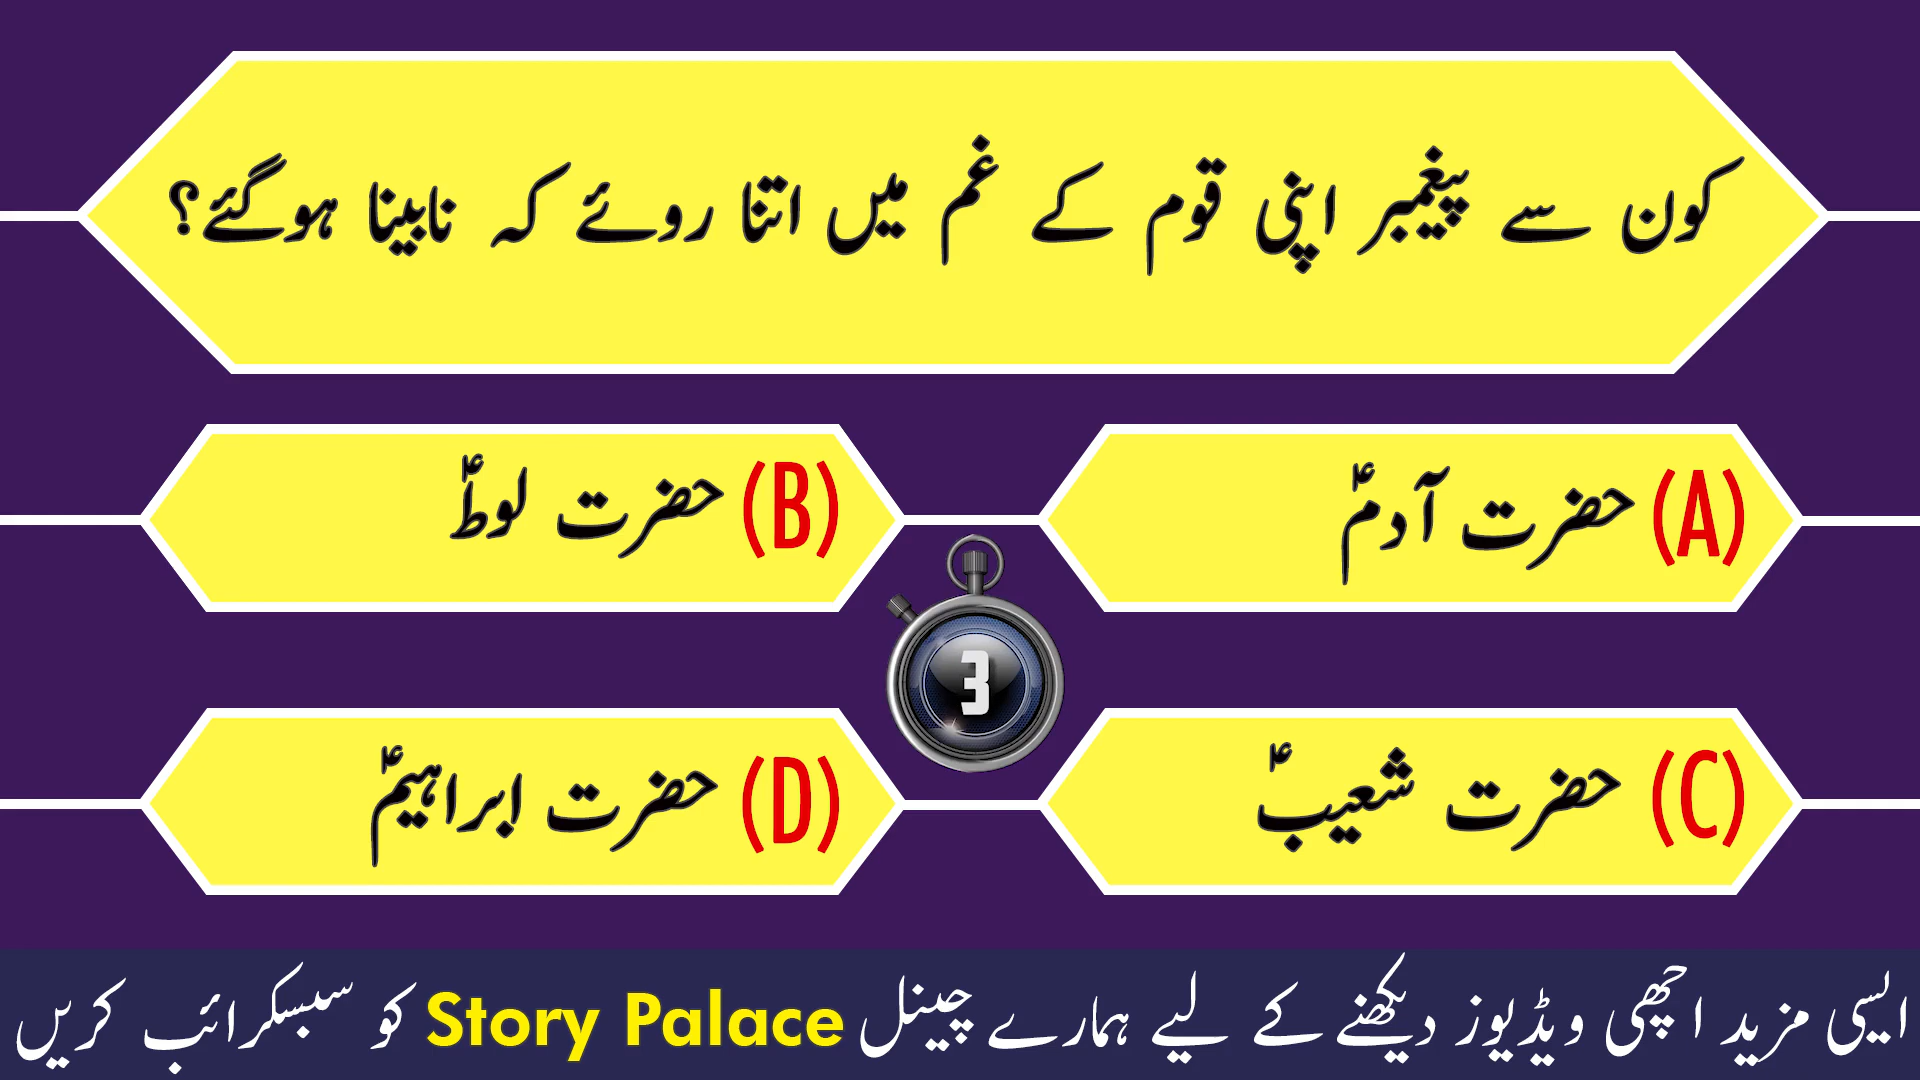 کون سے پیغمبر اپنی قوم کے غم میں اتنا روئے کہ نابینا ہوگئے؟
(A) حضرت آدمؑ
(B) حضرت لوطؑ
3
(C) حضرت شعیبؑ
(D) حضرت ابراہیمؑ
ایسی مزید اچھی ویڈیوز دیکھنے کے لیے ہمارے چینل Story Palace کو سبسکرائب کریں